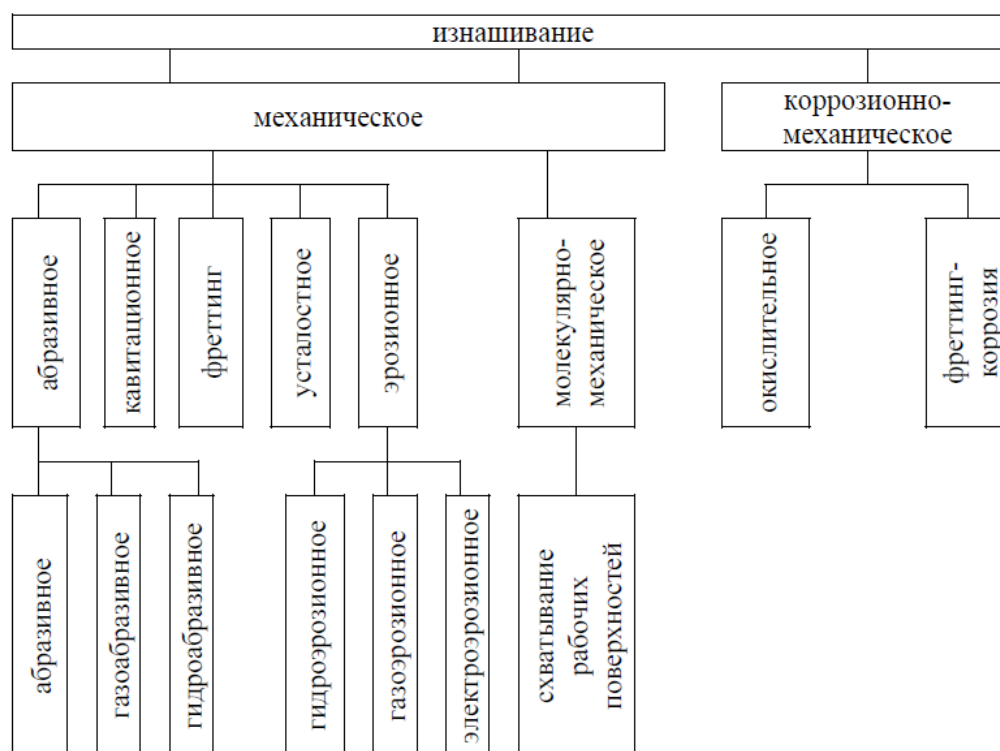 изнашивание
механическое
коррозионно-
механическое
абразивное
кавитационное
фреттинг
усталостное
эрозионное
молекулярно-
механическое
окислительное
фреттинг-
коррозия
абразивное
газоабразивное
гидроабразивное
гидроэрозионное
газоэрозионное
электроэрозионное
схватывание
рабочих
поверхностей